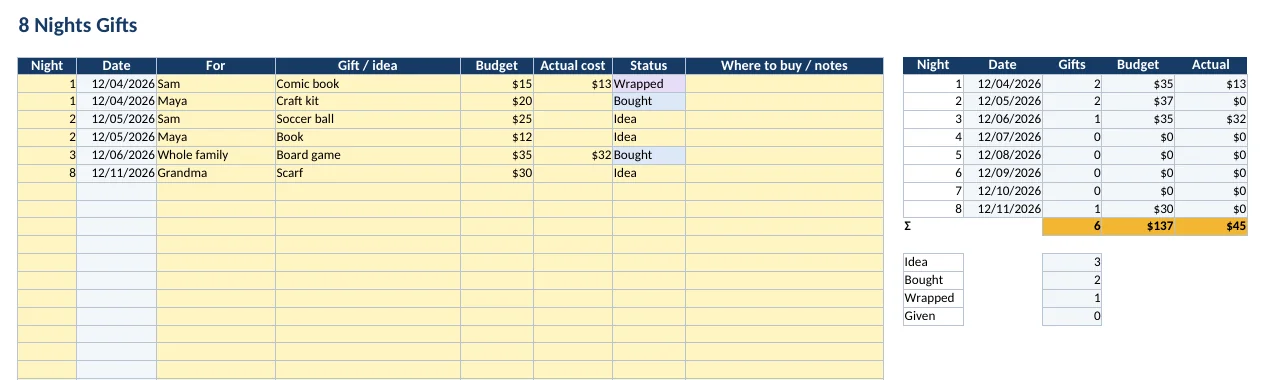 8 Nights Gifts
Night Date For Gift / idea Budget Actual cost Status Where to buy / notes
1 12/04/2026 Sam Comic book $15 $13 Wrapped
1 12/04/2026 Maya Craft kit $20 Bought
2 12/05/2026 Sam Soccer ball $25 Idea
2 12/05/2026 Maya Book $12 Idea
3 12/06/2026 Whole family Board game $35 $32 Bought
8 12/11/2026 Grandma Scarf $30 Idea
Night Date Gifts Budget Actual
1 12/04/2026 2 $35 $13
2 12/05/2026 2 $37 $0
3 12/06/2026 1 $35 $32
4 12/07/2026 0 $0 $0
5 12/08/2026 0 $0 $0
6 12/09/2026 0 $0 $0
7 12/10/2026 0 $0 $0
8 12/11/2026 1 $30 $0
Σ 6 $137 $45
Idea 3
Bought 2
Wrapped 1
Given 0